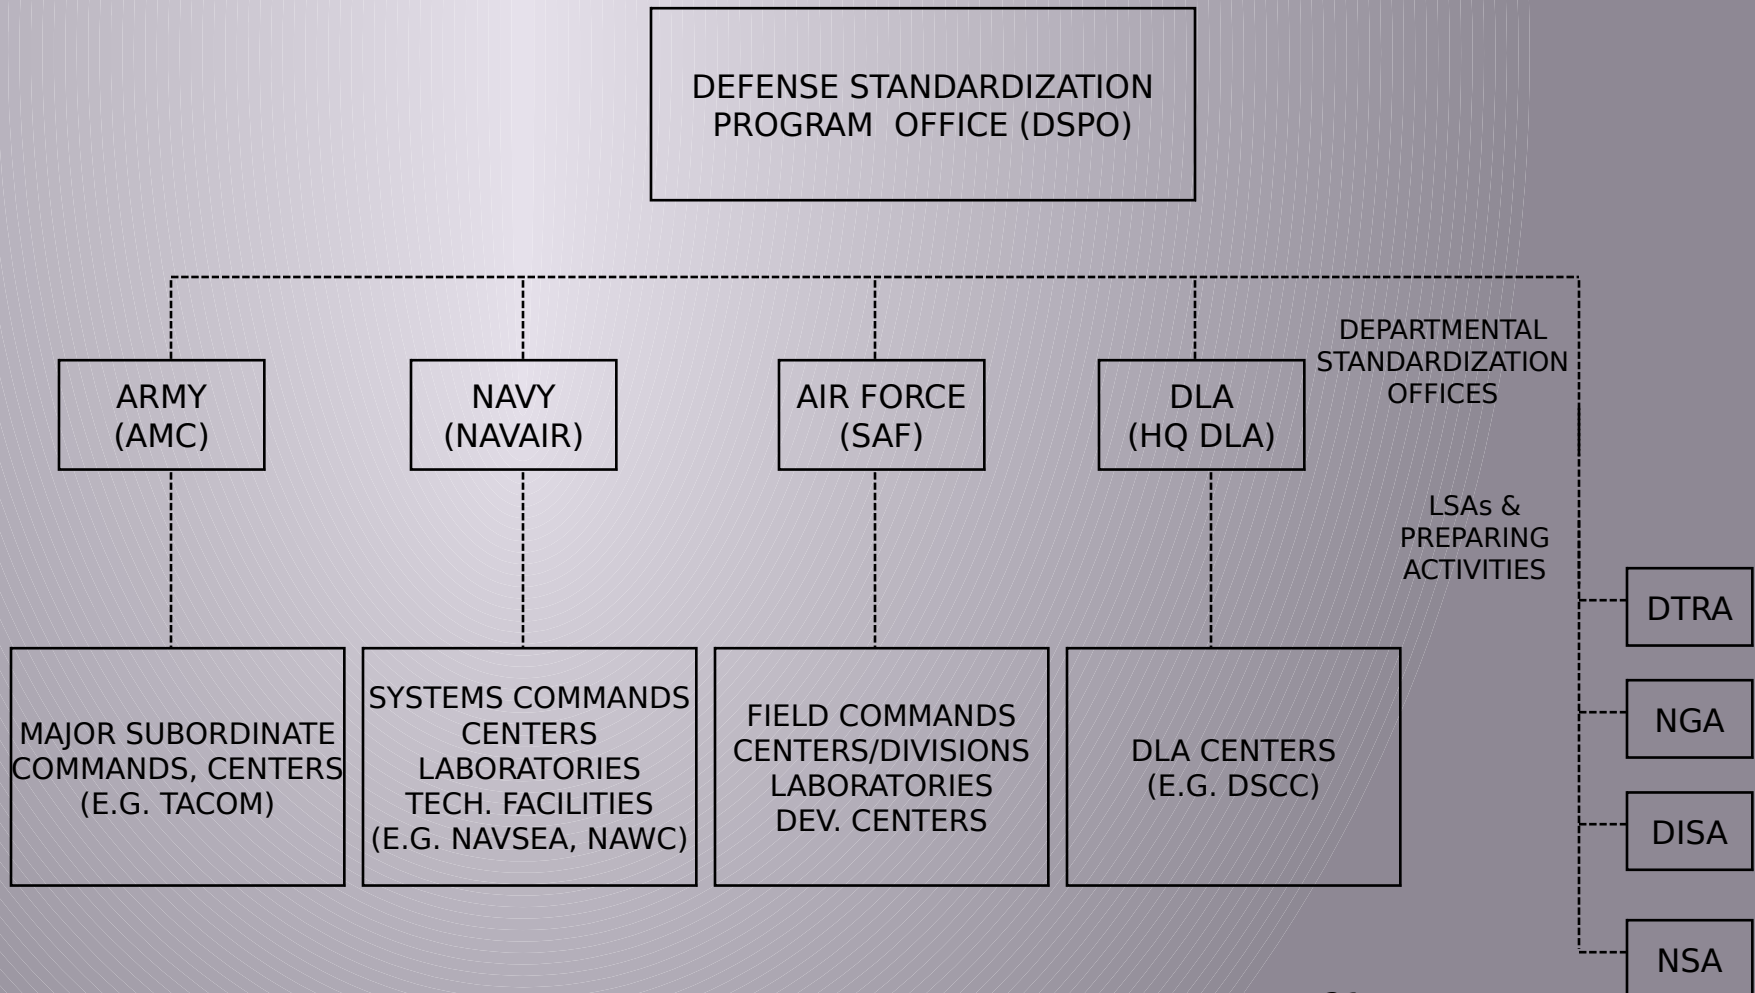 DEFENSE STANDARDIZATION
PROGRAM  OFFICE (DSPO)
DEPARTMENTAL
STANDARDIZATION
OFFICES
ARMY
(AMC)
NAVY
(NAVAIR)
AIR FORCE
(SAF)
DLA
(HQ DLA)
LSAs &
PREPARING
ACTIVITIES
MAJOR SUBORDINATE
COMMANDS, CENTERS
(E.G. TACOM)
SYSTEMS COMMANDS
CENTERS
LABORATORIES
TECH. FACILITIES
(E.G. NAVSEA, NAWC)
FIELD COMMANDS
CENTERS/DIVISIONS
LABORATORIES
DEV. CENTERS
DLA CENTERS
(E.G. DSCC)
DTRA
NGA
DISA
NSA